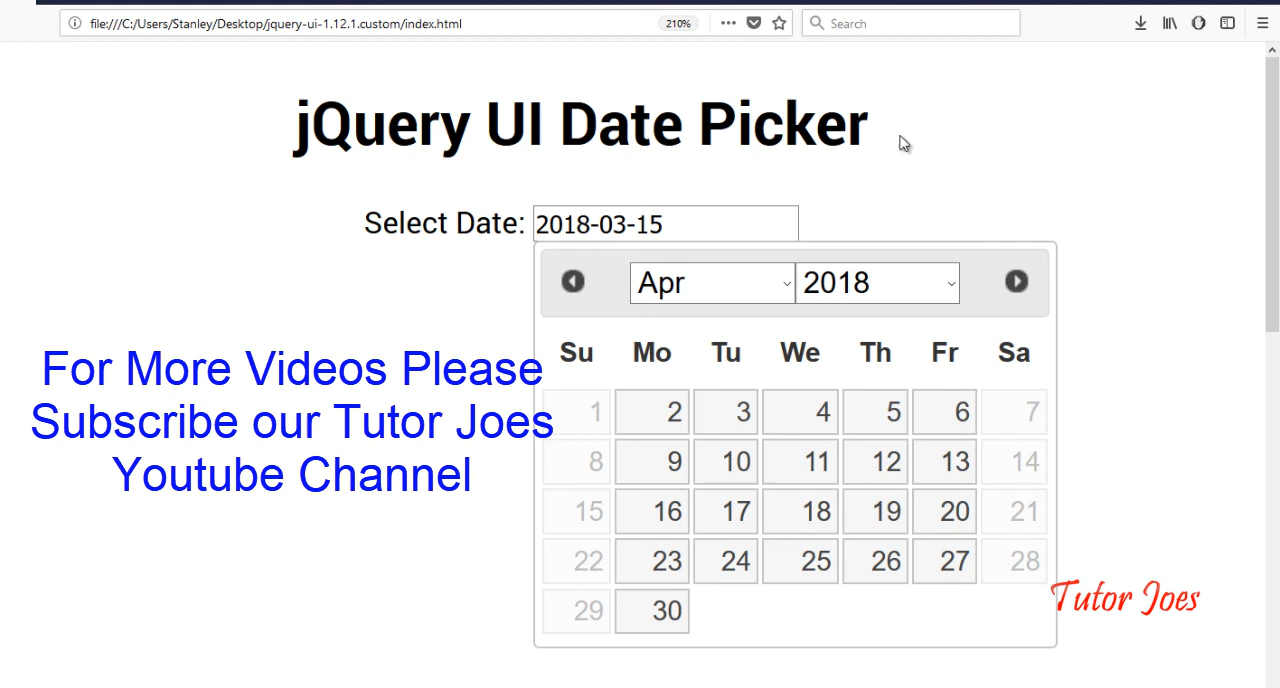 file:///C:/Users/Stanley/Desktop/jquery-ui-1.12.1.custom/index.html
210%
Search
jQuery UI Date Picker
Select Date: 2018-03-15
Apr 2018
Su Mo Tu We Th Fr Sa
1 2 3 4 5 6 7
8 9 10 11 12 13 14
15 16 17 18 19 20 21
22 23 24 25 26 27 28
29 30
For More Videos Please
Subscribe our Tutor Joes
Youtube Channel
Tutor Joes